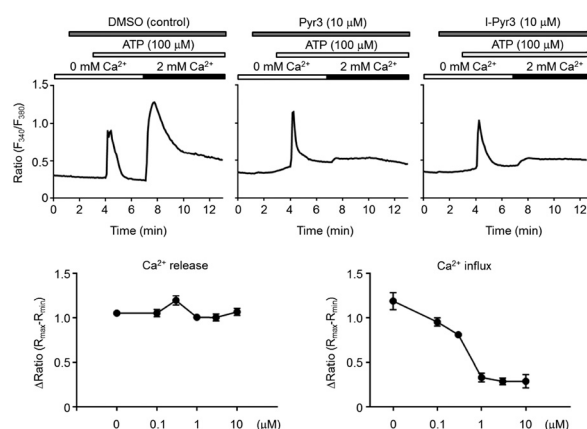 DMSO (control)
ATP (100 μM)
0 mM Ca²⁺ 2 mM Ca²⁺
Ratio (F₃₄₀/F₃₈₀)
1.5
1.0
0.5
0
0 2 4 6 8 10 12
Time (min)
Pyr3 (10 μM)
ATP (100 μM)
0 mM Ca²⁺ 2 mM Ca²⁺
0 2 4 6 8 10 12
Time (min)
I-Pyr3 (10 μM)
ATP (100 μM)
0 mM Ca²⁺ 2 mM Ca²⁺
0 2 4 6 8 10 12
Time (min)
Ca²⁺ release
ΔRatio (Rmax-Rmin)
1.5
1.0
0.5
0
0 0.1 1 10 (μM)
Ca²⁺ influx
ΔRatio (Rmax-Rmin)
1.5
1.0
0.5
0
0 0.1 1 10 (μM)